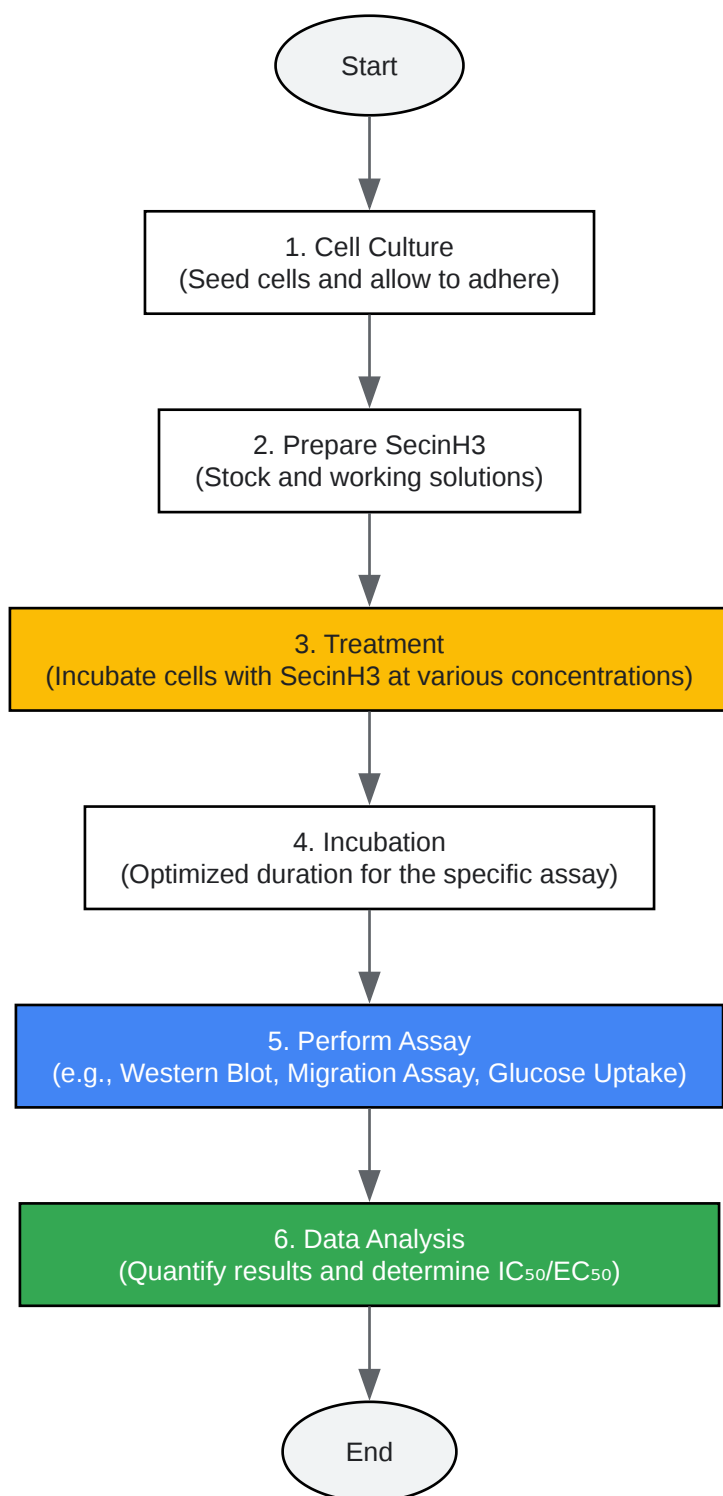 Start
1. Cell Culture
(Seed cells and allow to adhere)
2. Prepare SecinH3
(Stock and working solutions)
3. Treatment
(Incubate cells with SecinH3 at various concentrations)
4. Incubation
(Optimized duration for the specific assay)
5. Perform Assay
(e.g., Western Blot, Migration Assay, Glucose Uptake)
6. Data Analysis
(Quantify results and determine IC₅₀/EC₅₀)
End